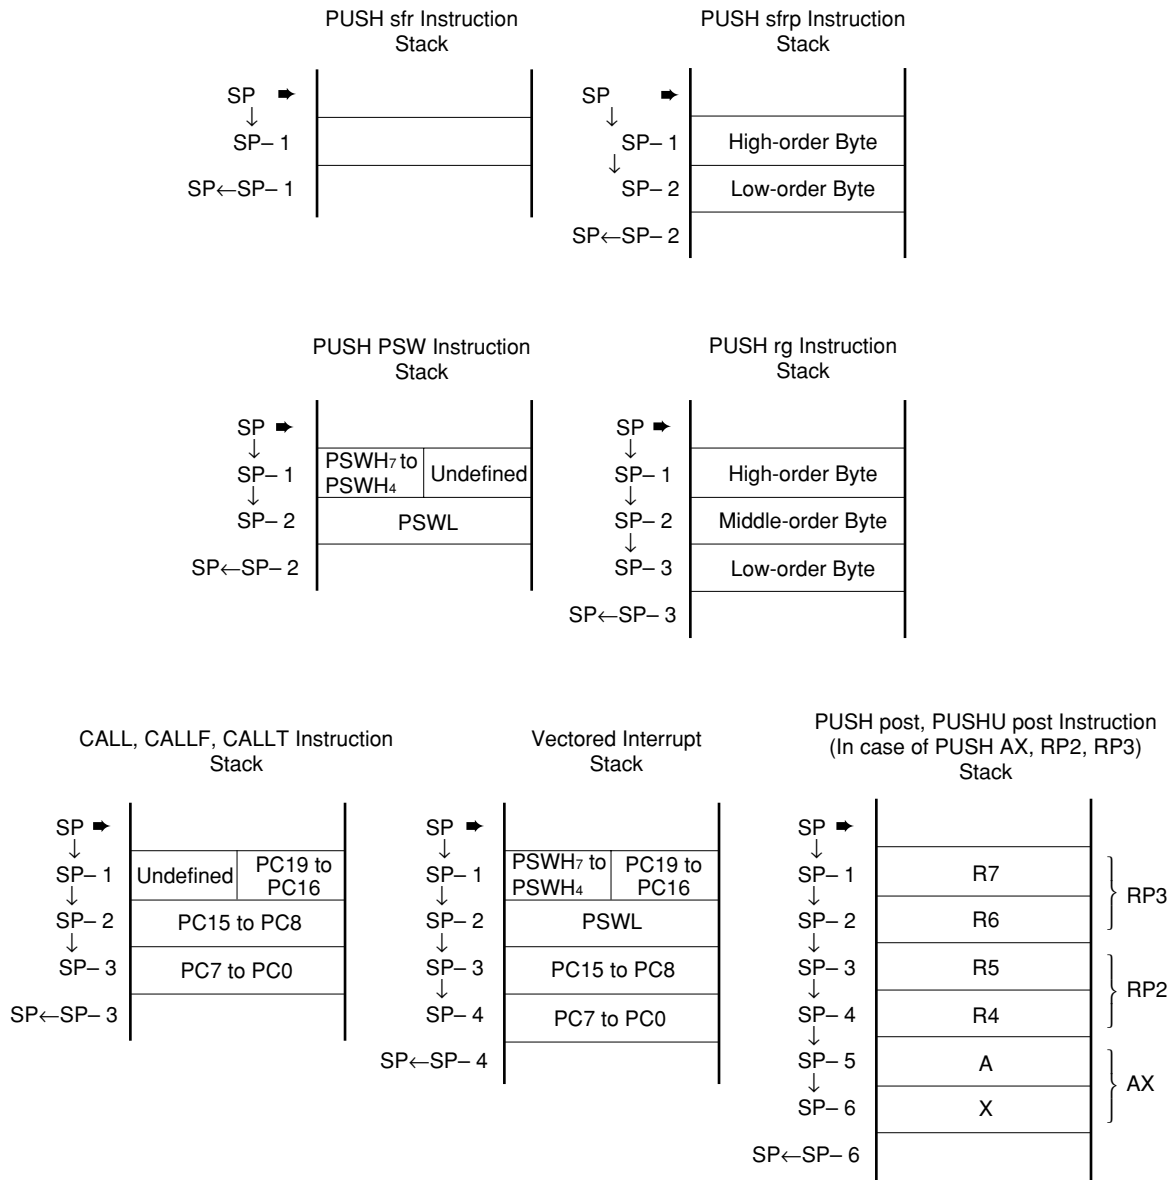 PUSH sfr Instruction
Stack
SP
SP– 1
SP←SP– 1
PUSH sfrp Instruction
Stack
SP
SP– 1 High-order Byte
SP– 2 Low-order Byte
SP←SP– 2
PUSH PSW Instruction
Stack
SP
SP– 1 PSWH7 to PSWH4 Undefined
SP– 2 PSWL
SP←SP– 2
PUSH rg Instruction
Stack
SP
SP– 1 High-order Byte
SP– 2 Middle-order Byte
SP– 3 Low-order Byte
SP←SP– 3
CALL, CALLF, CALLT Instruction
Stack
SP
SP– 1 Undefined PC19 to PC16
SP– 2 PC15 to PC8
SP– 3 PC7 to PC0
SP←SP– 3
Vectored Interrupt
Stack
SP
SP– 1 PSWH7 to PSWH4 PC19 to PC16
SP– 2 PSWL
SP– 3 PC15 to PC8
SP– 4 PC7 to PC0
SP←SP– 4
PUSH post, PUSHU post Instruction
(In case of PUSH AX, RP2, RP3)
Stack
SP
SP– 1 R7
RP3
SP– 2 R6
SP– 3 R5
RP2
SP– 4 R4
SP– 5 A
AX
SP– 6 X
SP←SP– 6